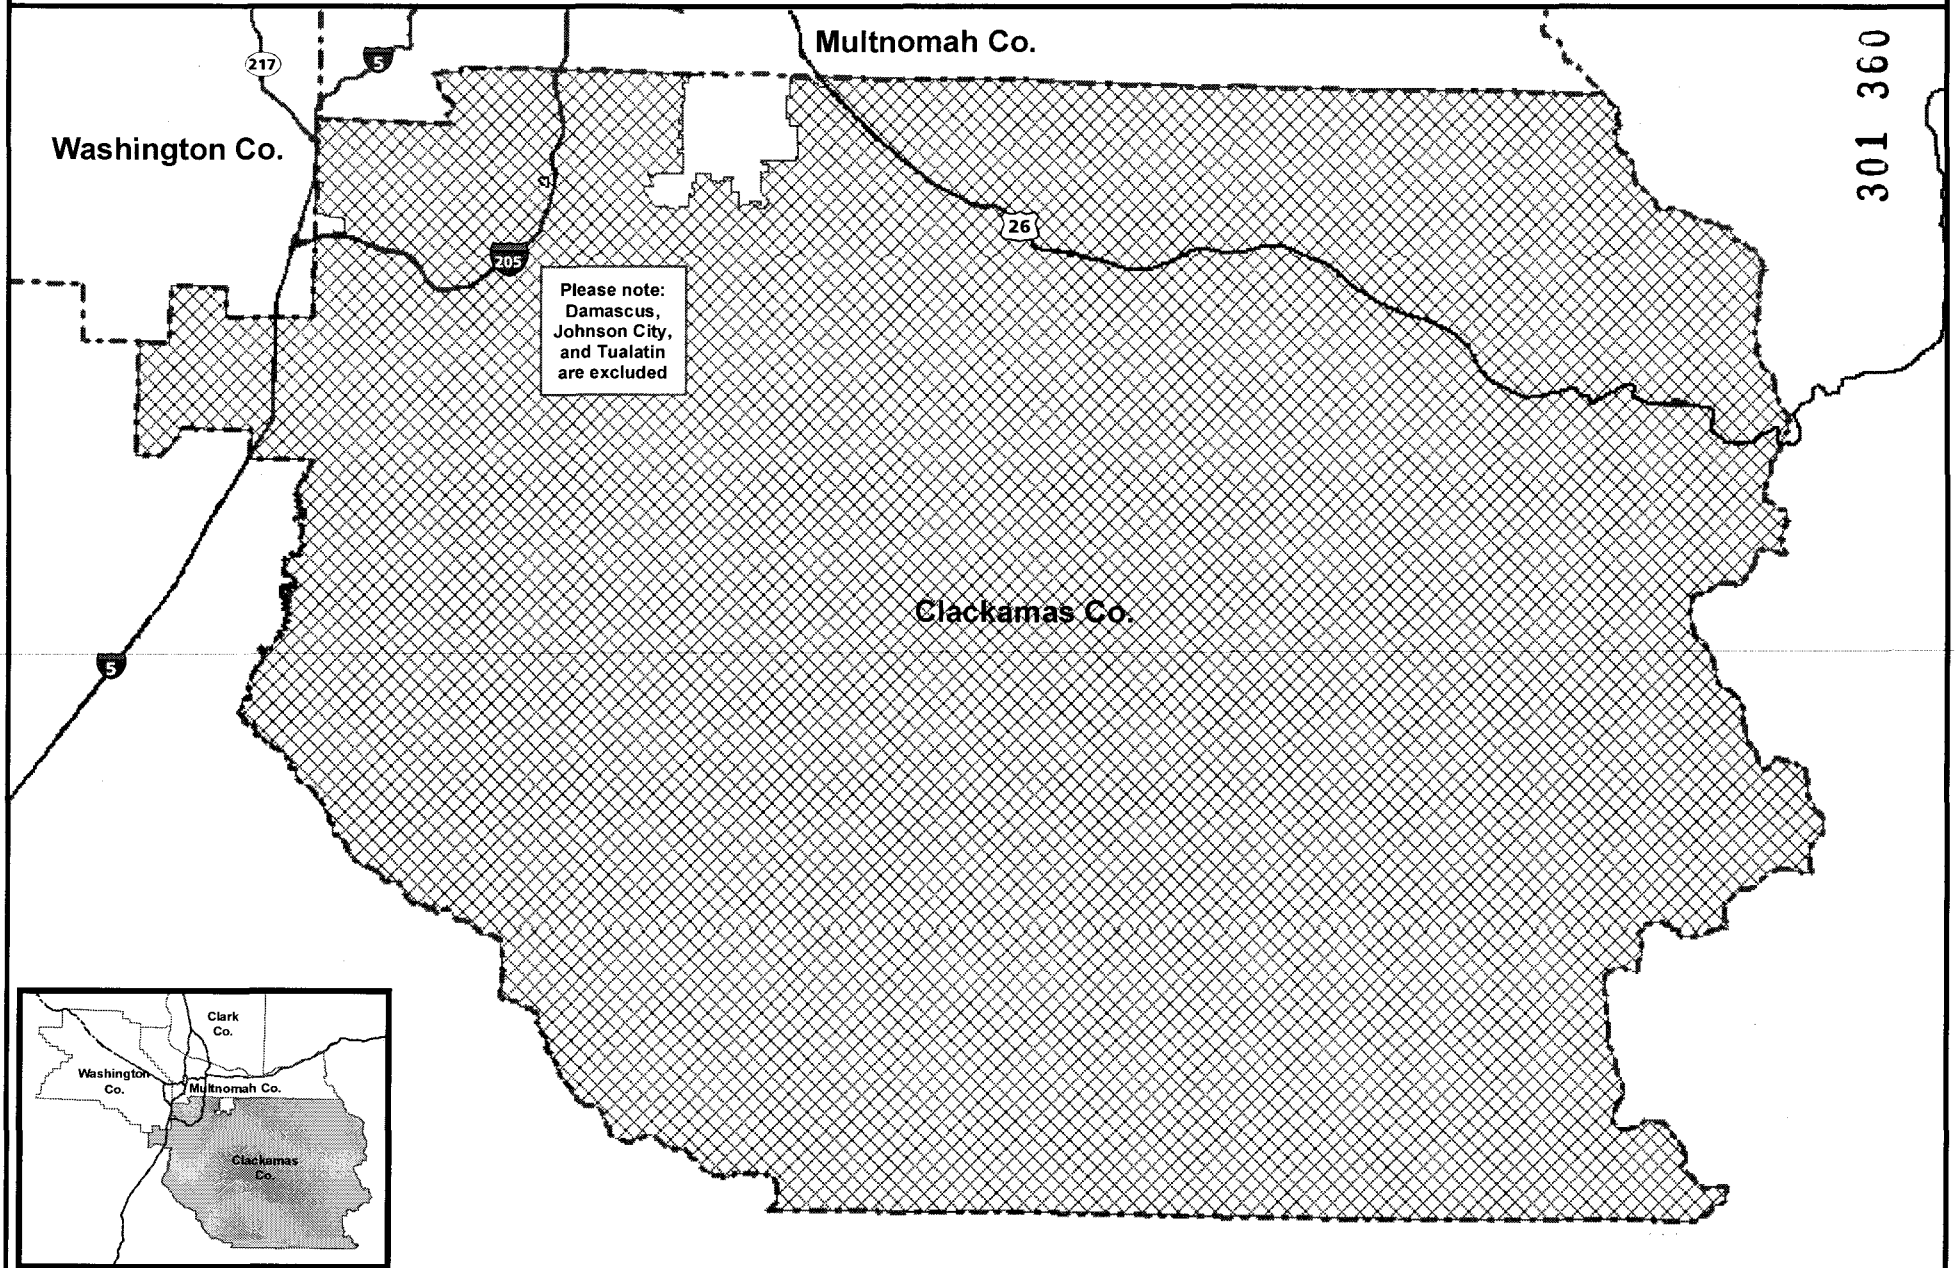 Multnomah Co.
301 360
217
5
Washington Co.
26
205
Please note:
Damascus,
Johnson City,
and Tualatin
are excluded
Clackamas Co.
5
Clark
Co.
Washington
Co.
Multnomah Co.
Clackamas
Co.